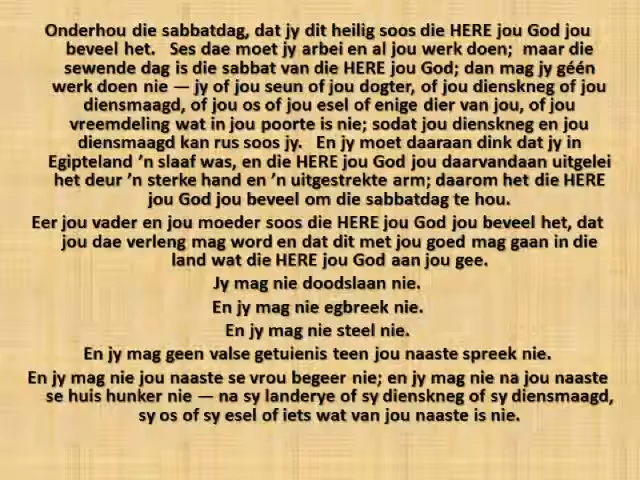 Onderhou die sabbatdag, dat jy dit heilig soos die HERE jou God jou
beveel het.   Ses dae moet jy arbei en al jou werk doen;  maar die
sewende dag is die sabbat van die HERE jou God; dan mag jy géén
werk doen nie — jy of jou seun of jou dogter, of jou dienskneg of jou
diensmaagd, of jou os of jou esel of enige dier van jou, of jou
vreemdeling wat in jou poorte is nie; sodat jou dienskneg en jou
diensmaagd kan rus soos jy.   En jy moet daaraan dink dat jy in
Egipteland ’n slaaf was, en die HERE jou God jou daarvandaan uitgelei
het deur ’n sterke hand en ’n uitgestrekte arm; daarom het die HERE
jou God jou beveel om die sabbatdag te hou.
Eer jou vader en jou moeder soos die HERE jou God jou beveel het, dat
jou dae verleng mag word en dat dit met jou goed mag gaan in die
land wat die HERE jou God aan jou gee.
Jy mag nie doodslaan nie.
En jy mag nie egbreek nie.
En jy mag nie steel nie.
En jy mag geen valse getuienis teen jou naaste spreek nie.
En jy mag nie jou naaste se vrou begeer nie; en jy mag nie na jou naaste
se huis hunker nie — na sy landerye of sy dienskneg of sy diensmaagd,
sy os of sy esel of iets wat van jou naaste is nie.